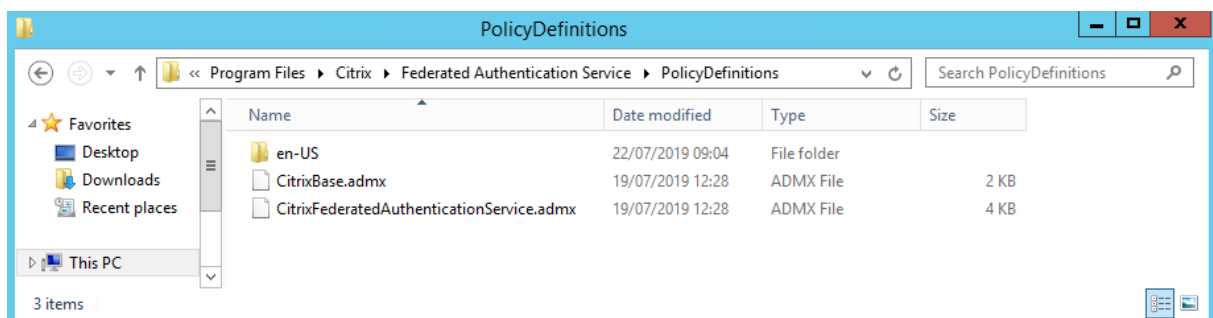 PolicyDefinitions
« Program Files Citrix Federated Authentication Service PolicyDefinitions Search PolicyDefinitions
Favorites
Desktop
Downloads
Recent places
This PC
Name Date modified Type Size
en-US 22/07/2019 09:04 File folder
CitrixBase.admx 19/07/2019 12:28 ADMX File 2 KB
CitrixFederatedAuthenticationService.admx 19/07/2019 12:28 ADMX File 4 KB
3 items